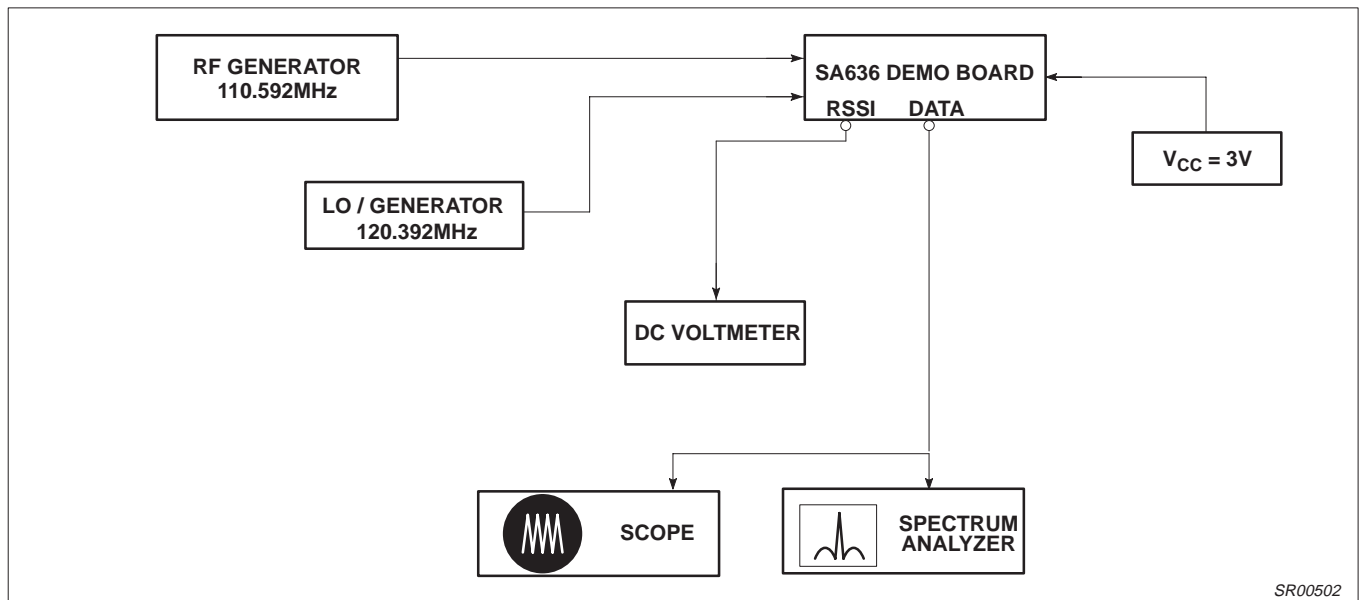 RF GENERATOR
110.592MHz
SA636 DEMO BOARD
RSSI DATA
VCC = 3V
LO / GENERATOR
120.392MHz
DC VOLTMETER
SCOPE
SPECTRUM
ANALYZER
SR00502